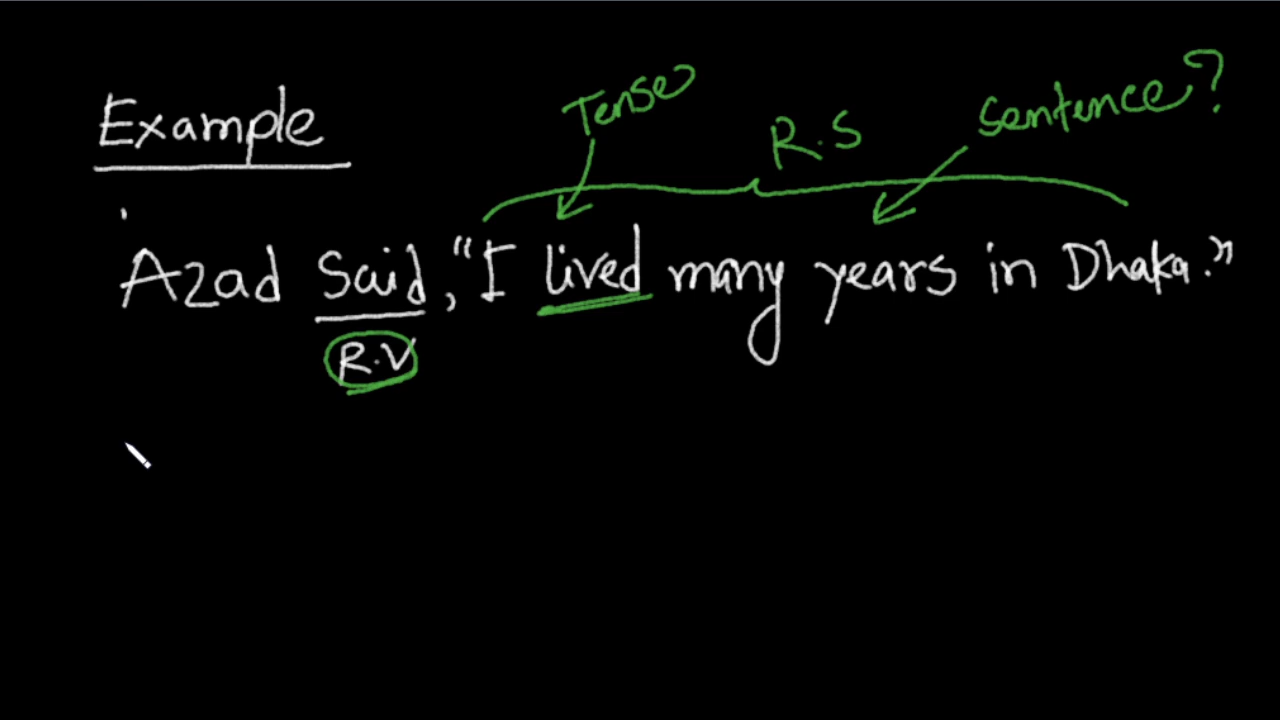 Tense
Sentence?
Example
R.S
Azad Said, "I lived many years in Dhaka."
R.V